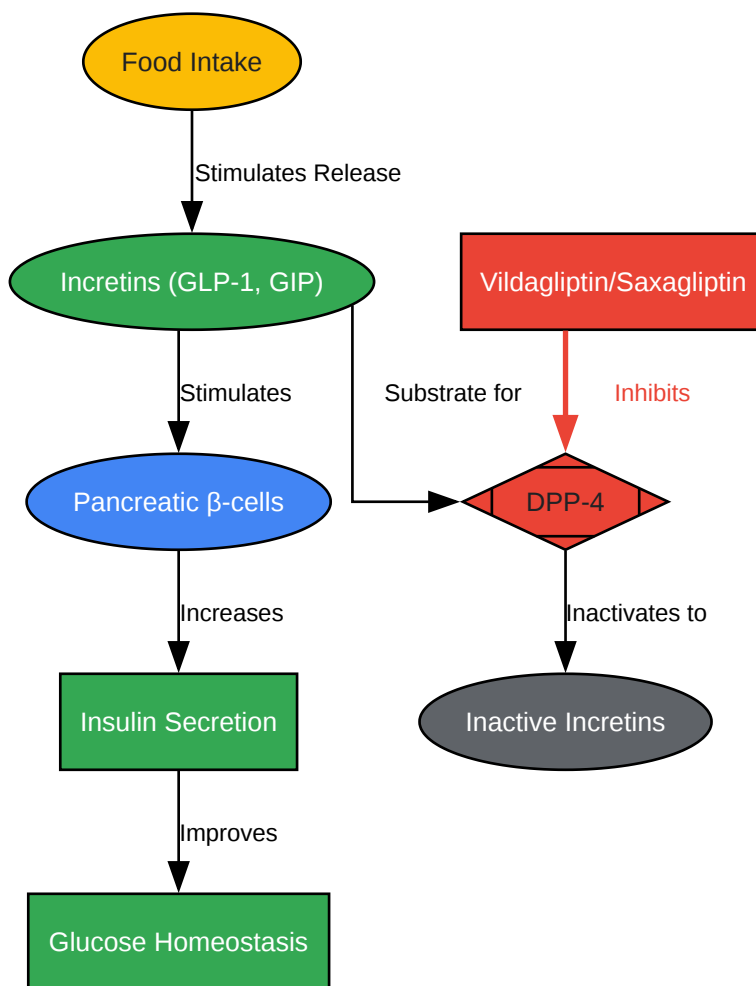 Food Intake
Stimulates Release
Incretins (GLP-1, GIP)
Vildagliptin/Saxagliptin
Stimulates
Substrate for
Inhibits
Pancreatic β-cells
DPP-4
Increases
Inactivates to
Insulin Secretion
Inactive Incretins
Improves
Glucose Homeostasis